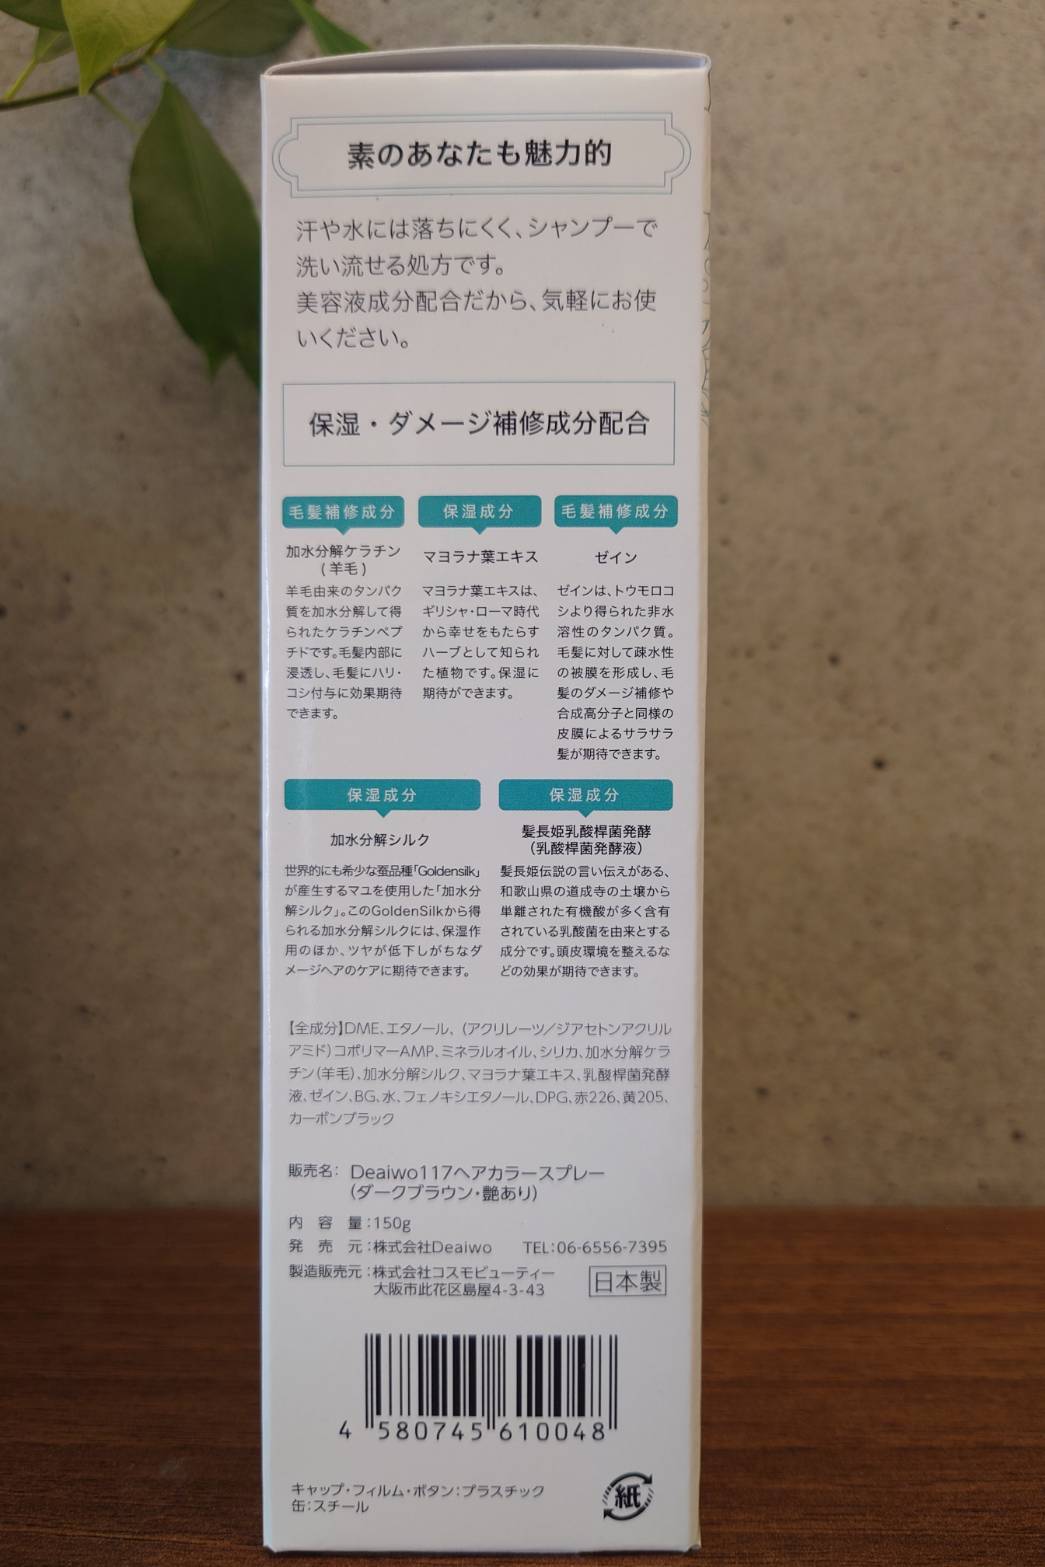 素のあなたも魅力的
汗や水には落ちにくく、シャンプーで
洗い流せる処方です。
美容液成分配合だから、気軽にお使
いください。
保湿・ダメージ補修成分配合
毛髪補修成分
加水分解ケラチン
(羊毛)
羊毛由来のタンパク
質を加水分解して得
られたケラチンペプ
チドです。毛髪内部に
浸透し、毛髪にハリ・
コシ付与に効果期待
できます。
保湿成分
マヨラナ葉エキス
マヨラナ葉エキスは、
ギリシャ・ローマ時代
から幸せをもたらす
ハーブとして知られ
た植物です。保湿に
期待ができます。
毛髪補修成分
ゼイン
ゼインは、トウモロコ
シより得られた非水
溶性のタンパク質。
毛髪に対して疎水性
の被膜を形成し、毛
髪のダメージ補修や
合成高分子と同様の
皮膜によるサラサラ
髪が期待できます。
保湿成分
加水分解シルク
世界的にも希少な蚕品種「Goldensilk」
が産生するマユを使用した「加水分
解シルク」。このGoldenSilkから得
られる加水分解シルクには、保湿作
用のほか、ツヤが低下しがちなダ
メージヘアのケアに期待できます。
保湿成分
髪長姫乳酸桿菌発酵
(乳酸桿菌発酵液)
髪長姫伝説の言い伝えがある、
和歌山県の道成寺の土壌から
単離された有機酸が多く含有
されている乳酸菌を由来とする
成分です。頭皮環境を整えるな
どの効果が期待できます。
【全成分】DME、エタノール、(アクリレーツ/ジアセトンアクリル
アミド)コポリマーAMP、ミネラルオイル、シリカ、加水分解ケラ
チン(羊毛)、加水分解シルク、マヨラナ葉エキス、乳酸桿菌発酵
液、ゼイン、BG、水、フェノキシエタノール、DPG、赤226、黄205、
カーボンブラック
販売名: Deaiwo117ヘアカラースプレー
(ダークブラウン・艶あり)
内 容 量:150g
発 売 元:株式会社Deaiwo TEL:06-6556-7395
製造販売元:株式会社コスモビューティー
大阪市此花区島屋4-3-43
日本製
4 580745 610048
キャップ・フィルム・ボタン:プラスチック
缶:スチール
紙